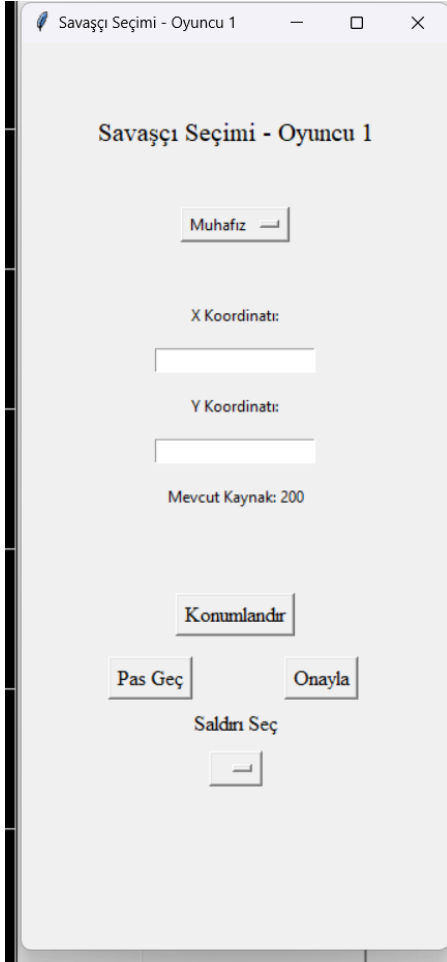 Savaşçı Seçimi - Oyuncu 1
Savaşçı Seçimi - Oyuncu 1
Muhafız
X Koordinatı:
Y Koordinatı:
Mevcut Kaynak: 200
Konumlandır
Pas Geç Onayla
Saldırı Seç